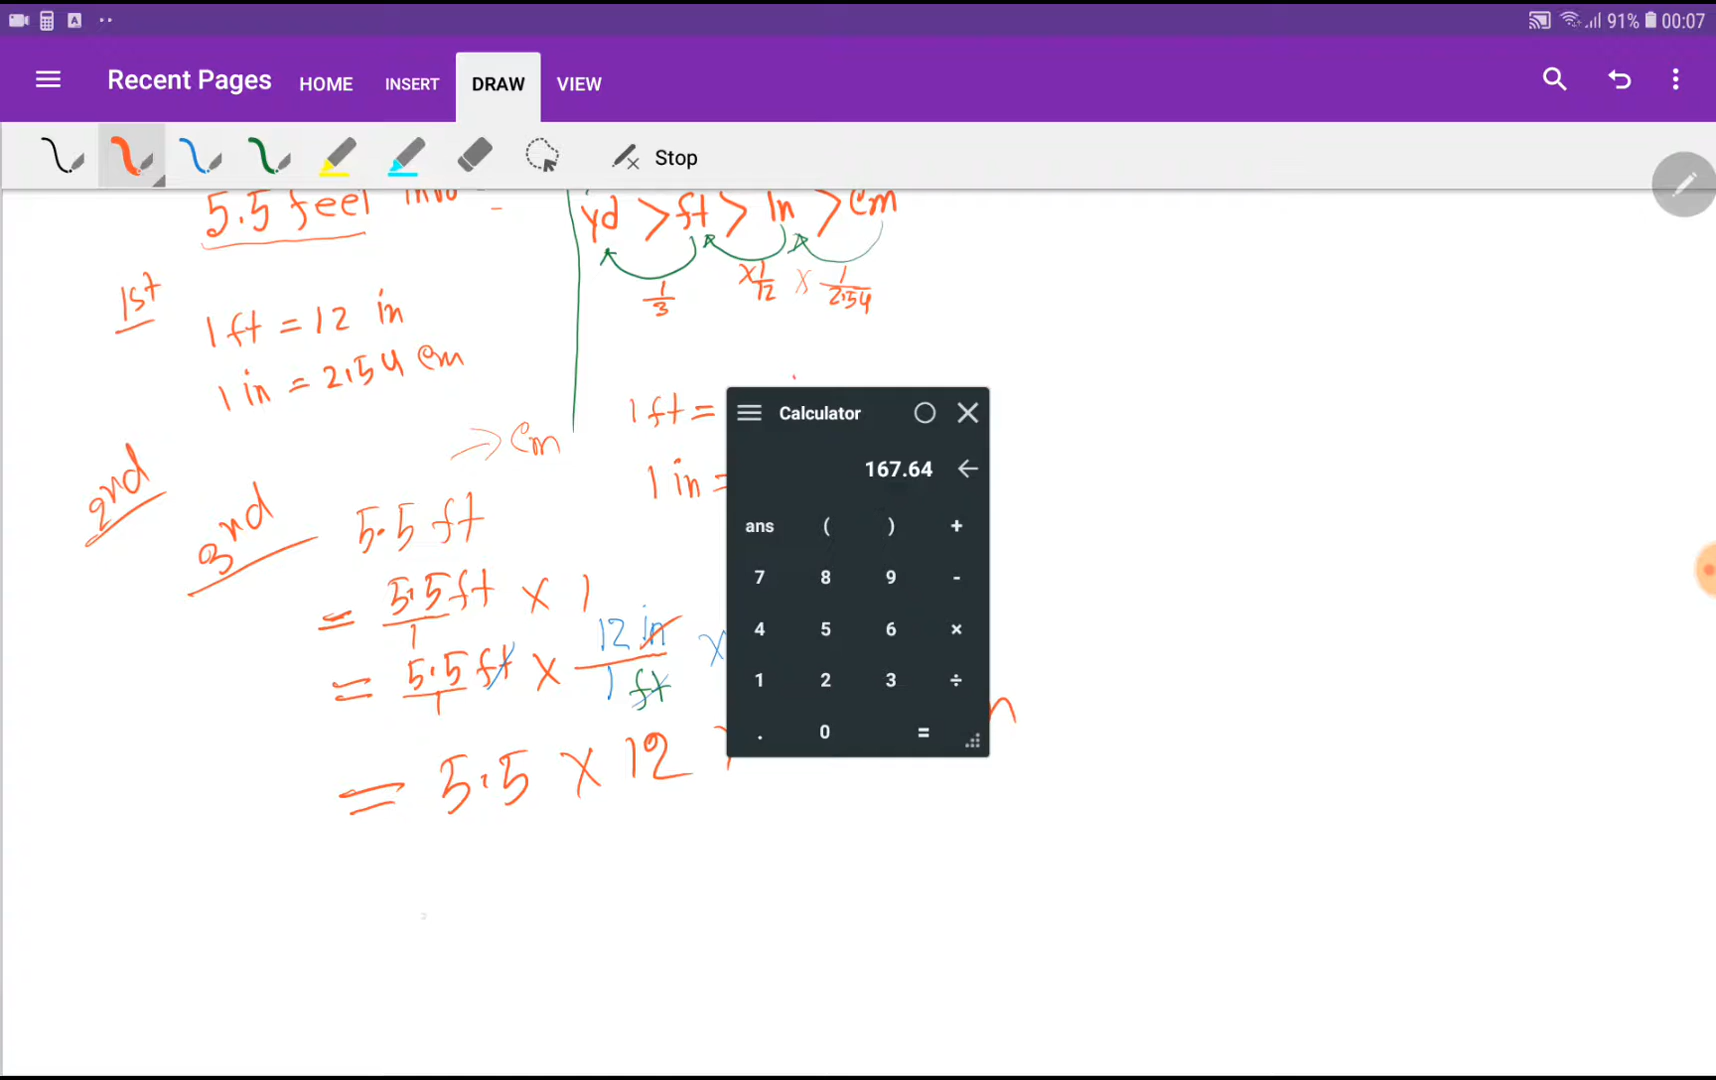 91% 00:07
Recent Pages HOME INSERT DRAW VIEW
Stop
5.5 feet
yd > ft > in > cm
1/3 ×1/12 × 1/2.54
1st
1 ft = 12 in
1 in = 2.54 cm
→ cm
1 ft =
1 in =
2nd
3rd
5.5 ft
= 5.5ft/1 × 1
= 5.5 ft/1 × 12 in/1 ft ×
= 5.5 × 12
Calculator
167.64
ans ( ) +
7 8 9 -
4 5 6 ×
1 2 3 ÷
. 0 =